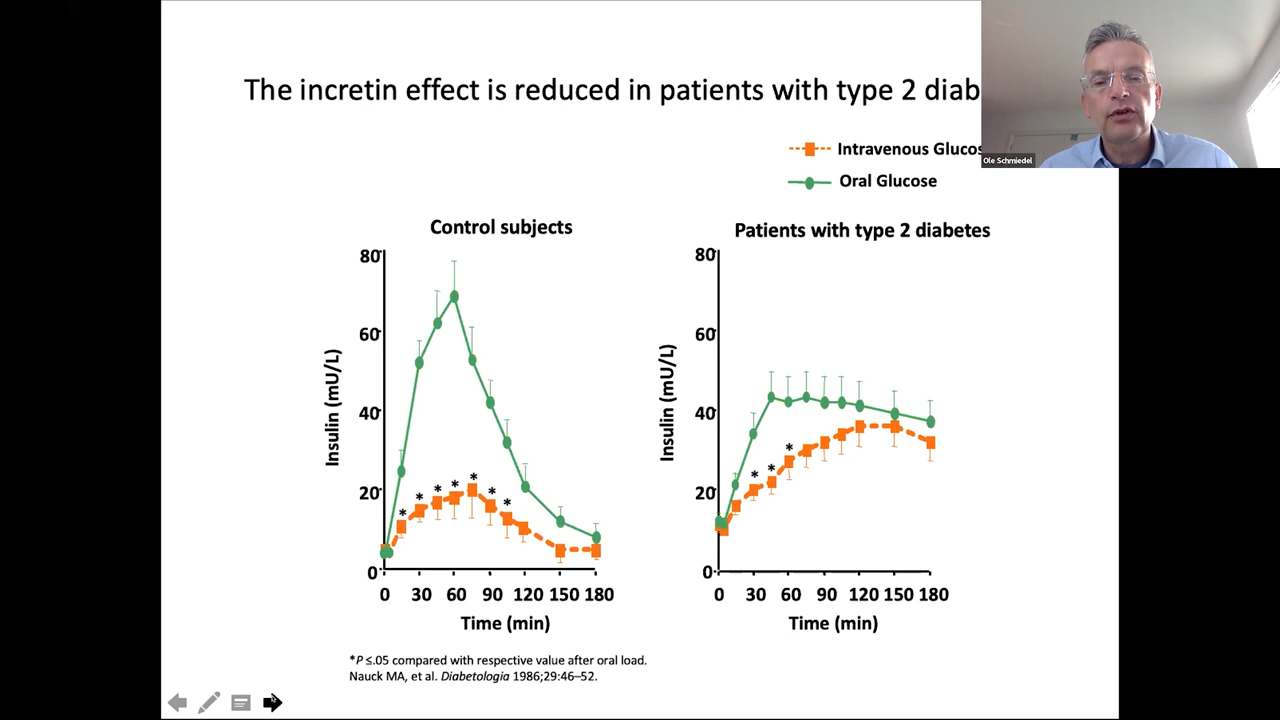 The incretin effect is reduced in patients with type 2
Intravenous
Oral Glucose
Ole Schmiedel
Control subjects
Patients with type 2 diabetes
80
60
40
20
0
Insulin (mU/L)
* * * * * * * *
0 30 60 90 120 150 180
Time (min)
80
60
40
20
0
Insulin (mU/L)
* * *
0 30 60 90 120 150 180
Time (min)
*P ≤.05 compared with respective value after oral load.
Nauck MA, et al. Diabetologia 1986;29:46–52.